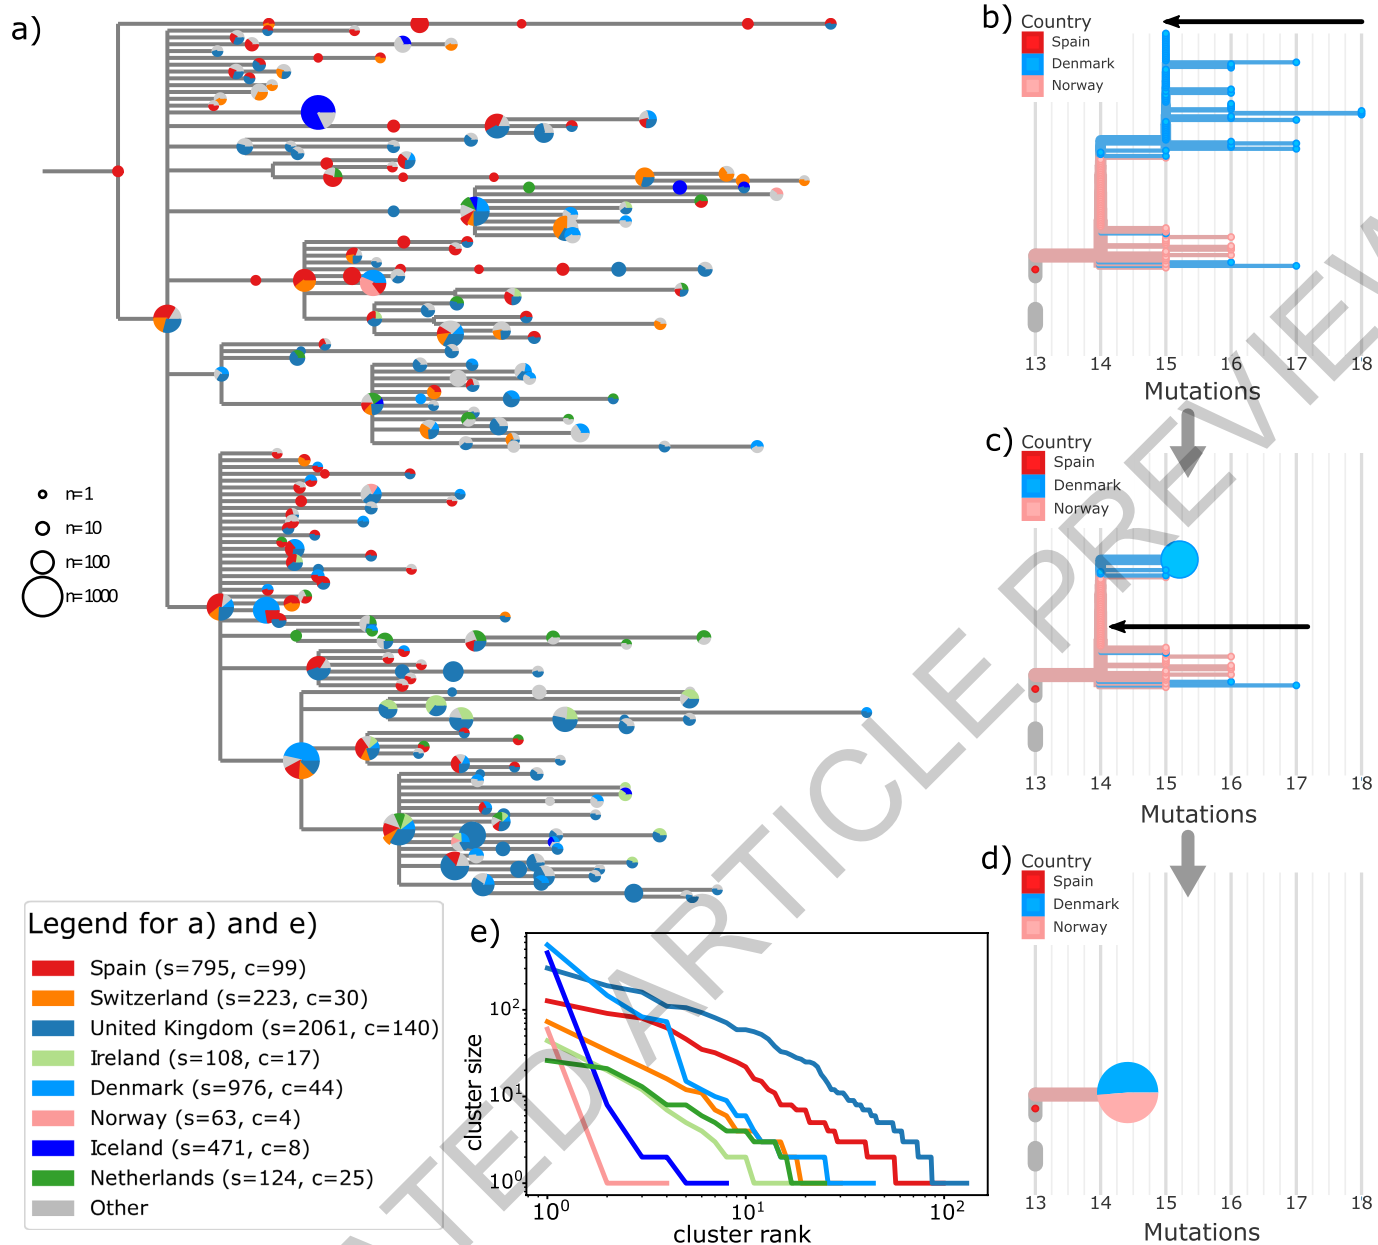 a)
n=1
n=10
n=100
n=1000
Legend for a) and e)
Spain (s=795, c=99)
Switzerland (s=223, c=30)
United Kingdom (s=2061, c=140)
Ireland (s=108, c=17)
Denmark (s=976, c=44)
Norway (s=63, c=4)
Iceland (s=471, c=8)
Netherlands (s=124, c=25)
Other
b)
Country
Spain
Denmark
Norway
13 14 15 16 17 18
Mutations
c)
Country
Spain
Denmark
Norway
13 14 15 16 17 18
Mutations
d)
Country
Spain
Denmark
Norway
13 14 15 16 17 18
Mutations
e)
cluster size
10² 
10¹
10⁰
10⁰ 10¹ 10²
cluster rank
ATED ARTICLE PREVIEW